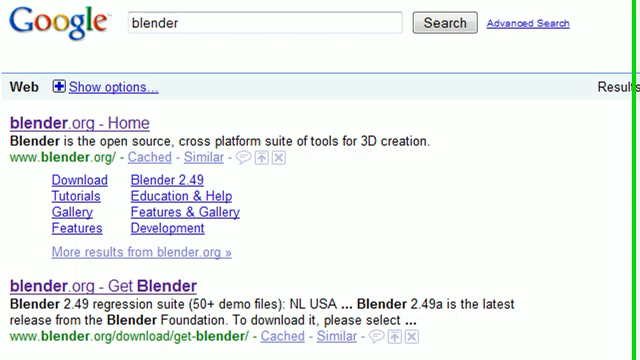 Google blender Search Advanced Search
Web Show options... Results
blender.org - Home
Blender is the open source, cross platform suite of tools for 3D creation.
www.blender.org/ - Cached - Similar -
Download Blender 2.49
Tutorials Education & Help
Gallery Features & Gallery
Features Development
More results from blender.org »
blender.org - Get Blender
Blender 2.49 regression suite (50+ demo files): NL USA ... Blender 2.49a is the latest
release from the Blender Foundation. To download it, please select ...
www.blender.org/download/get-blender/ - Cached - Similar -